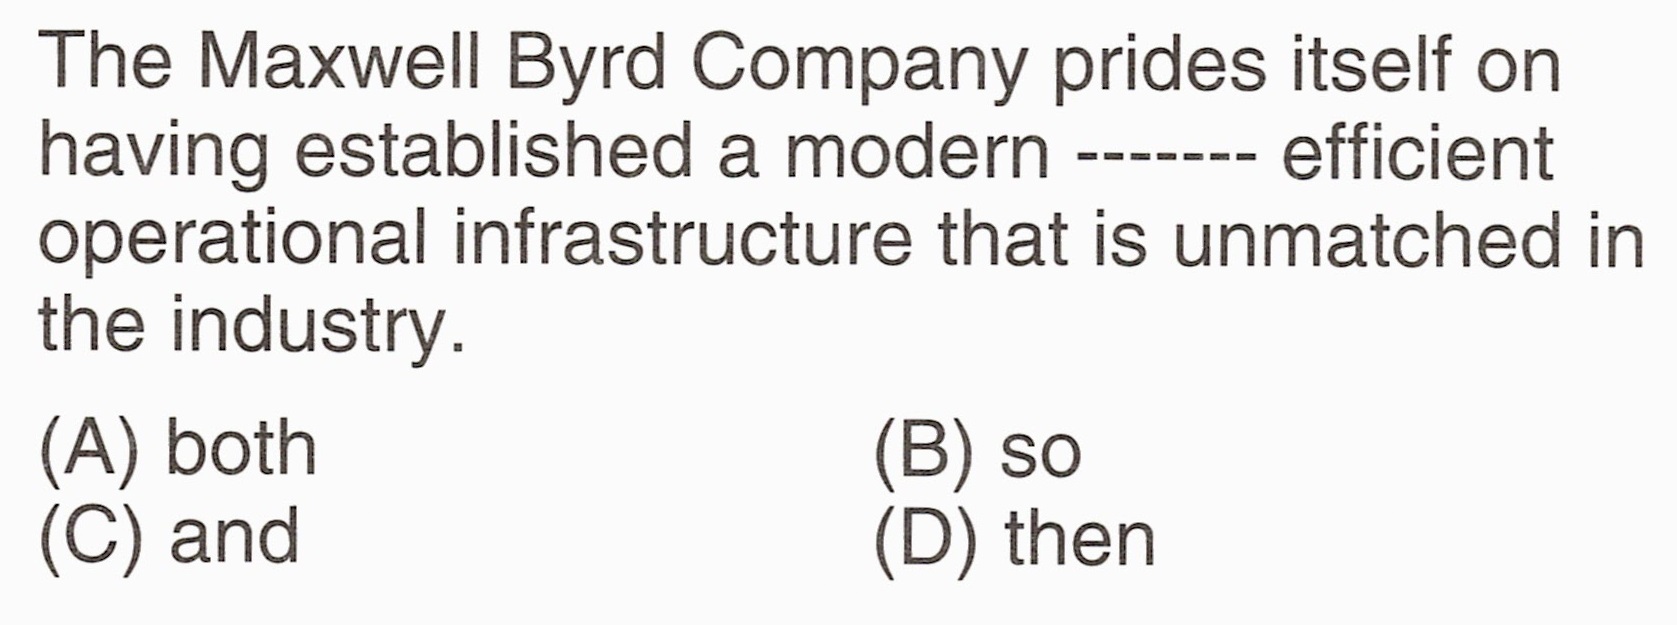 The Maxwell Byrd Company prides itself on
having established a modern ------- efficient
operational infrastructure that is unmatched in
the industry.
(A) both
(B) so
(C) and
(D) then